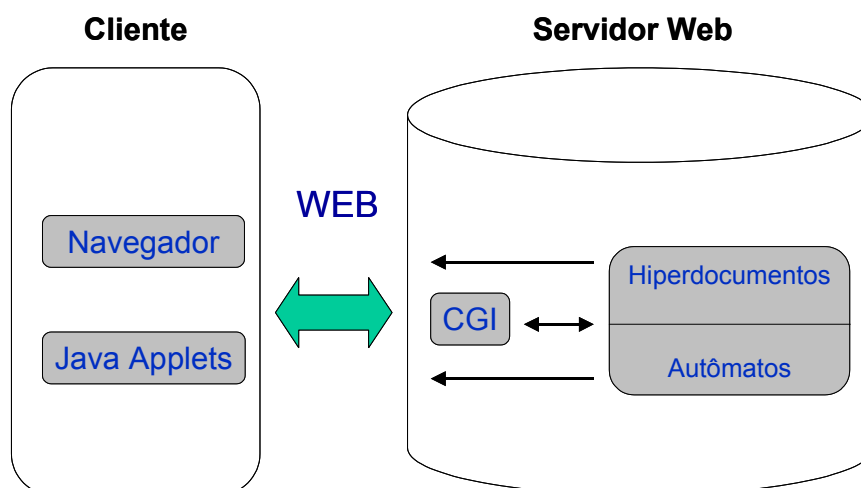 Cliente
Servidor Web
WEB
Navegador
Java Applets
CGI
Hiperdocumentos
Autômatos